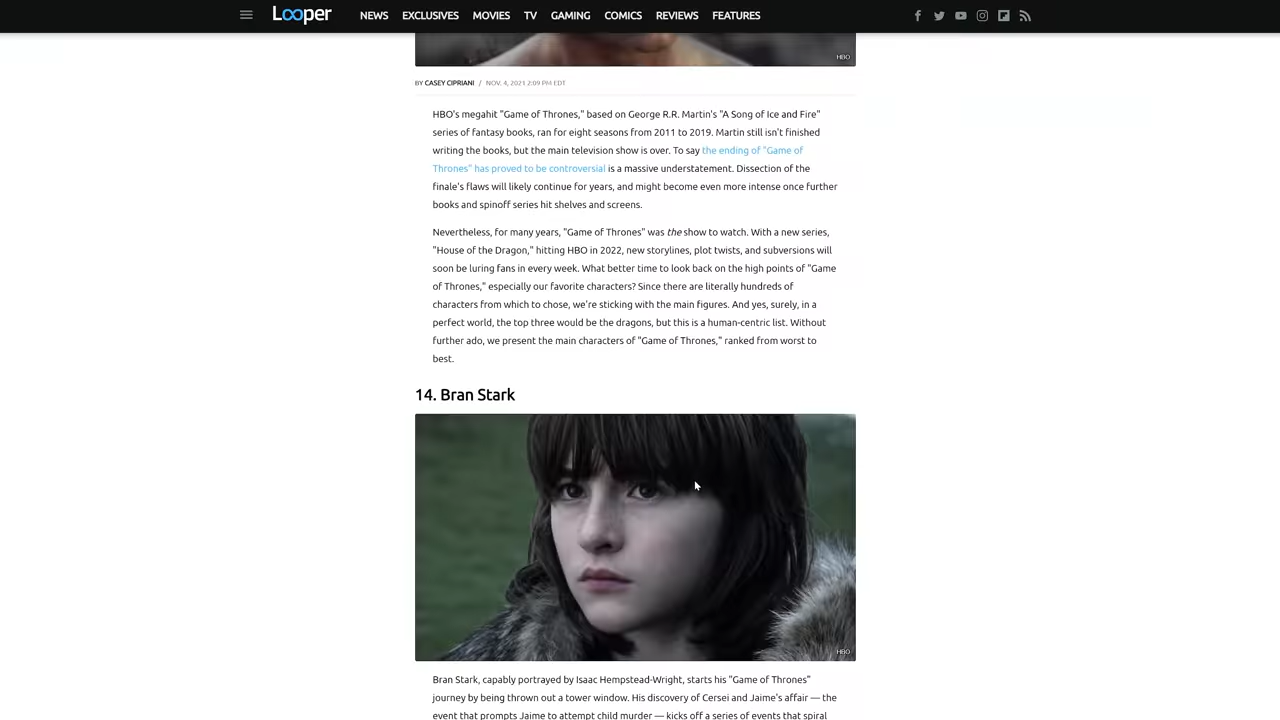 Looper NEWS EXCLUSIVES MOVIES TV GAMING COMICS REVIEWS FEATURES
HBO
BY CASEY CIPRIANI / NOV. 4, 2021 2:09 PM EDT
HBO's megahit "Game of Thrones," based on George R.R. Martin's "A Song of Ice and Fire"
series of fantasy books, ran for eight seasons from 2011 to 2019. Martin still isn't finished
writing the books, but the main television show is over. To say the ending of "Game of
Thrones" has proved to be controversial is a massive understatement. Dissection of the
finale's flaws will likely continue for years, and might become even more intense once further
books and spinoff series hit shelves and screens.
Nevertheless, for many years, "Game of Thrones" was the show to watch. With a new series,
"House of the Dragon," hitting HBO in 2022, new storylines, plot twists, and subversions will
soon be luring fans in every week. What better time to look back on the high points of "Game
of Thrones," especially our favorite characters? Since there are literally hundreds of
characters from which to chose, we're sticking with the main figures. And yes, surely, in a
perfect world, the top three would be the dragons, but this is a human-centric list. Without
further ado, we present the main characters of "Game of Thrones," ranked from worst to
best.
14. Bran Stark
HBO
Bran Stark, capably portrayed by Isaac Hempstead-Wright, starts his "Game of Thrones"
journey by being thrown out a tower window. His discovery of Cersei and Jaime's affair — the
event that prompts Jaime to attempt child murder — kicks off a series of events that spiral